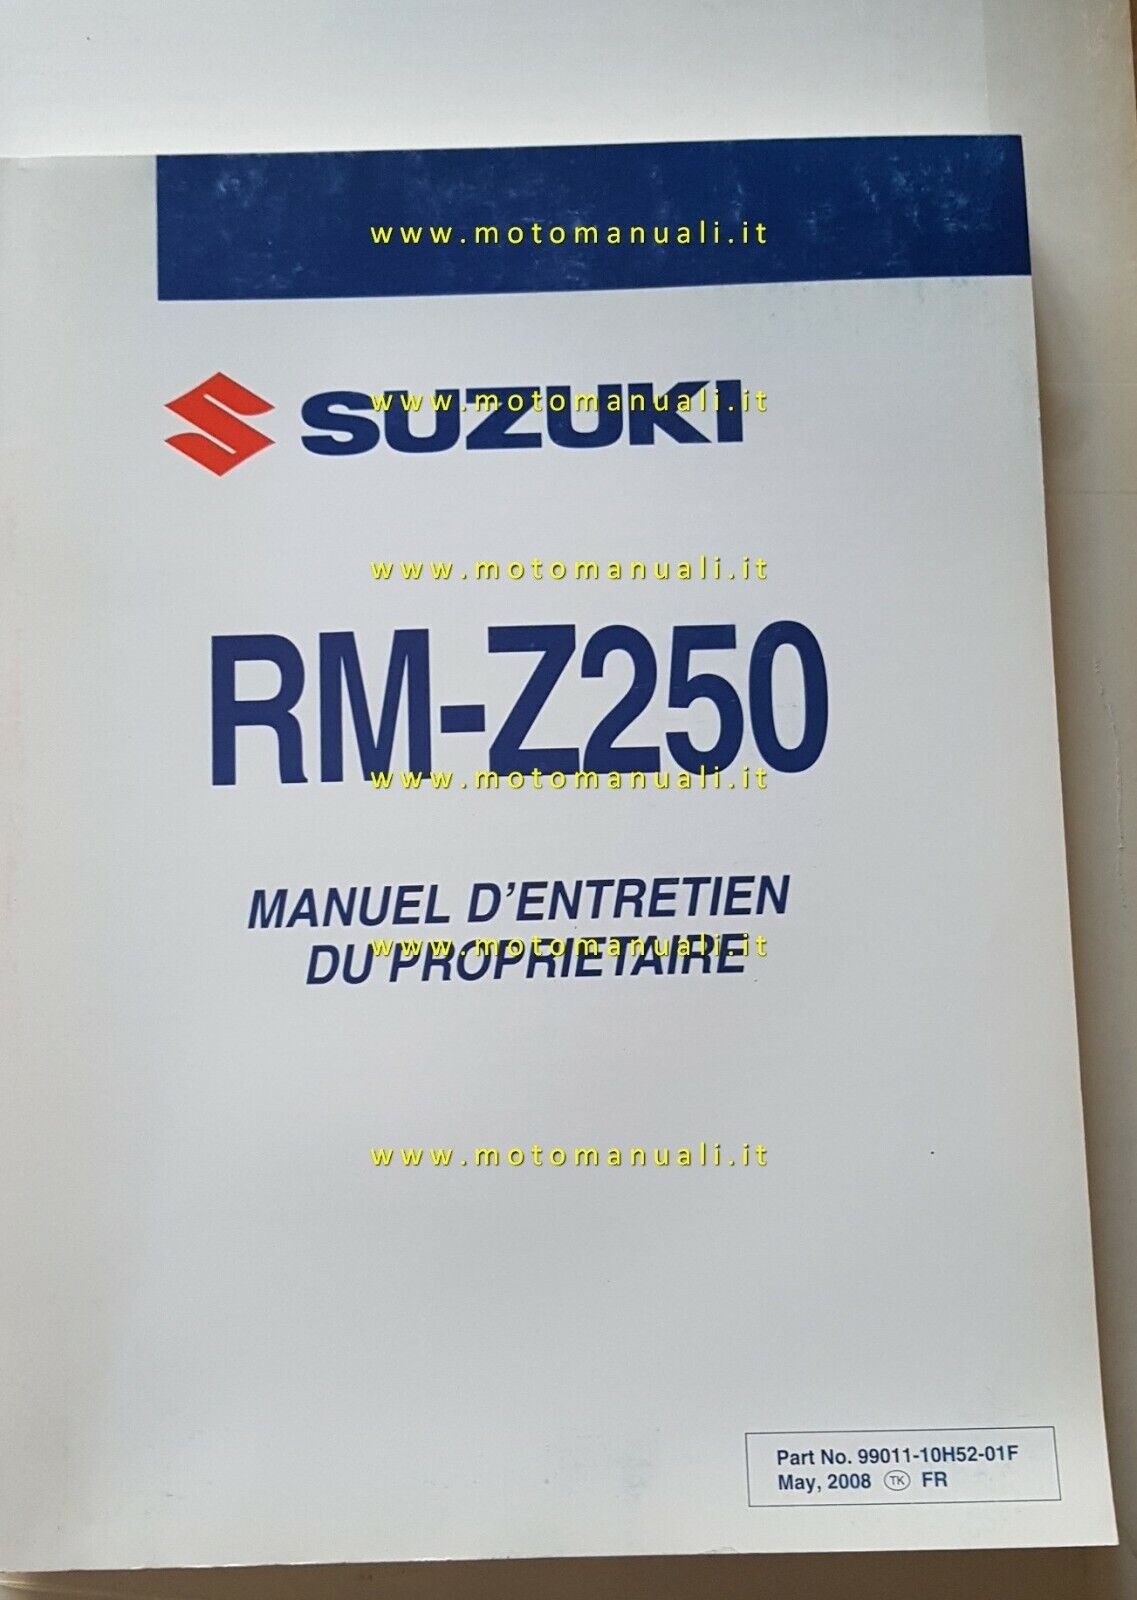 www.motomanuali.it
SUZUKI
www.motomanuali.it
www.motomanuali.it
RM-Z250
www.motomanuali.it
MANUEL D'ENTRETIEN
DU PROPRIETAIRE
www.motomanuali.it
www.motomanuali.it
Part No. 99011-10H52-01F
May, 2008 TK FR